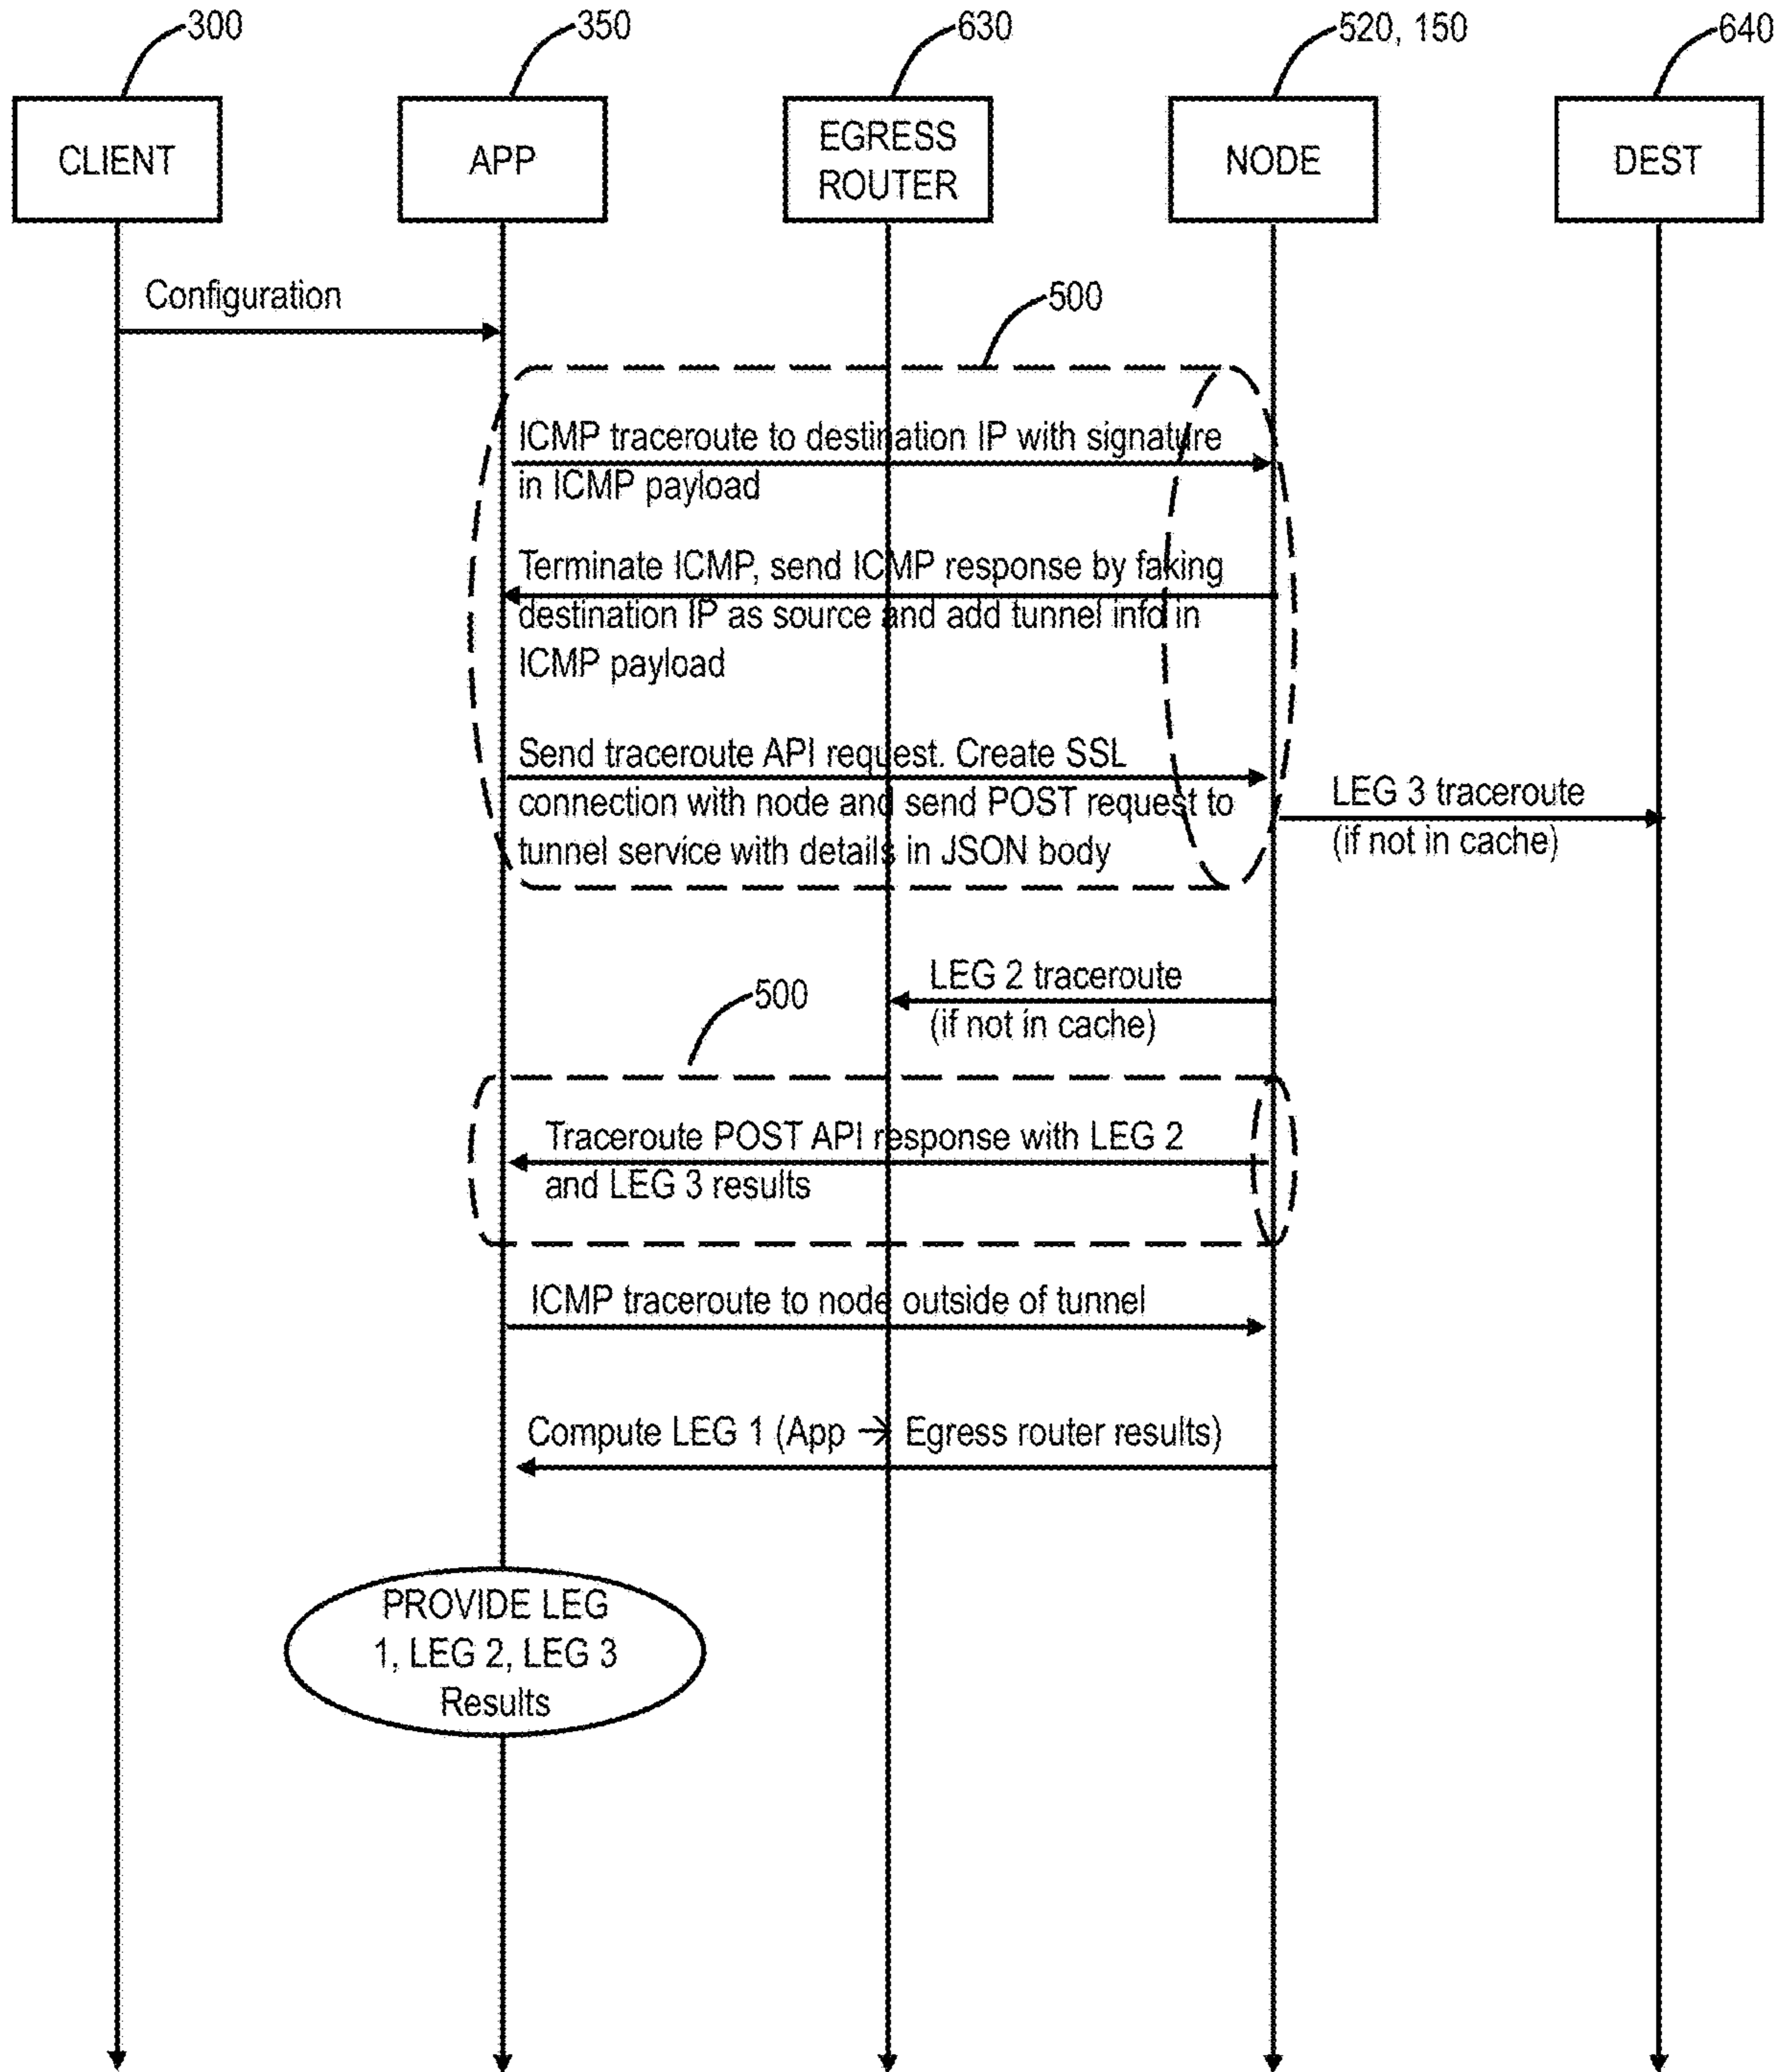 300
350
630
520, 150
640
CLIENT
APP
EGRESS
ROUTER
NODE
DEST
Configuration
500
ICMP traceroute to destination IP with signature
in ICMP payload
Terminate ICMP, send ICMP response by faking
destination IP as source and add tunnel info in
ICMP payload
Send traceroute API request. Create SSL
connection with node and send POST request to
tunnel service with details in JSON body
LEG 3 traceroute
(if not in cache)
LEG 2 traceroute
(if not in cache)
500
Traceroute POST API response with LEG 2
and LEG 3 results
ICMP traceroute to node outside of tunnel
Compute LEG 1 (App → Egress router results)
PROVIDE LEG
1, LEG 2, LEG 3
Results